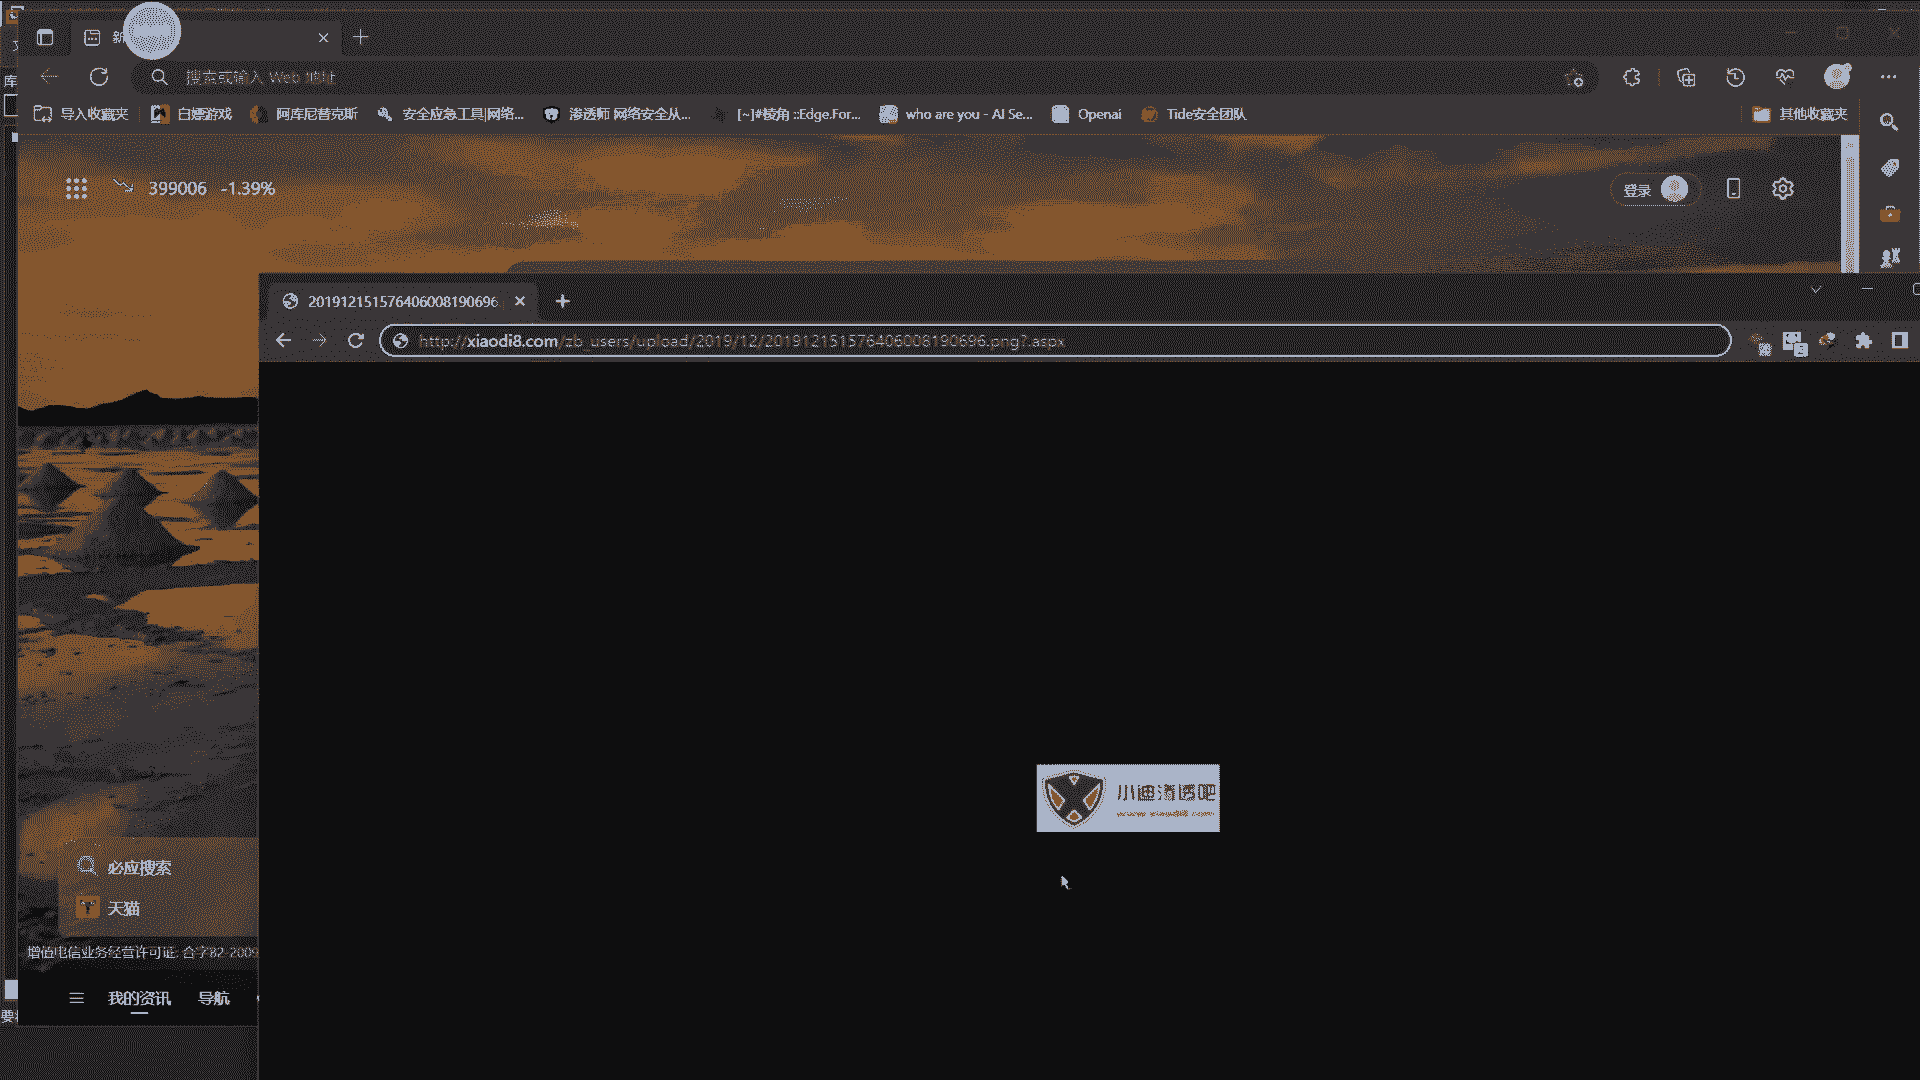 搜索或输入 Web 地址
库
导入收藏夹
白嫖游戏
阿库尼替克斯
安全应急工具|网络...
渗透师 网络安全从...
[~]#棱角 ::Edge.For...
who are you - AI Se...
Openai
Tide安全团队
其他收藏夹
399006 -1.39%
登录
2019121515764060081906​96
http://xiaodi8.com/zb_users/upload/2019/12/201912151576406008190696.png?.aspx
小迪渗透吧
必应搜索
天猫
增值电信业务经营许可证: 合字B2-2009
我的资讯
导航